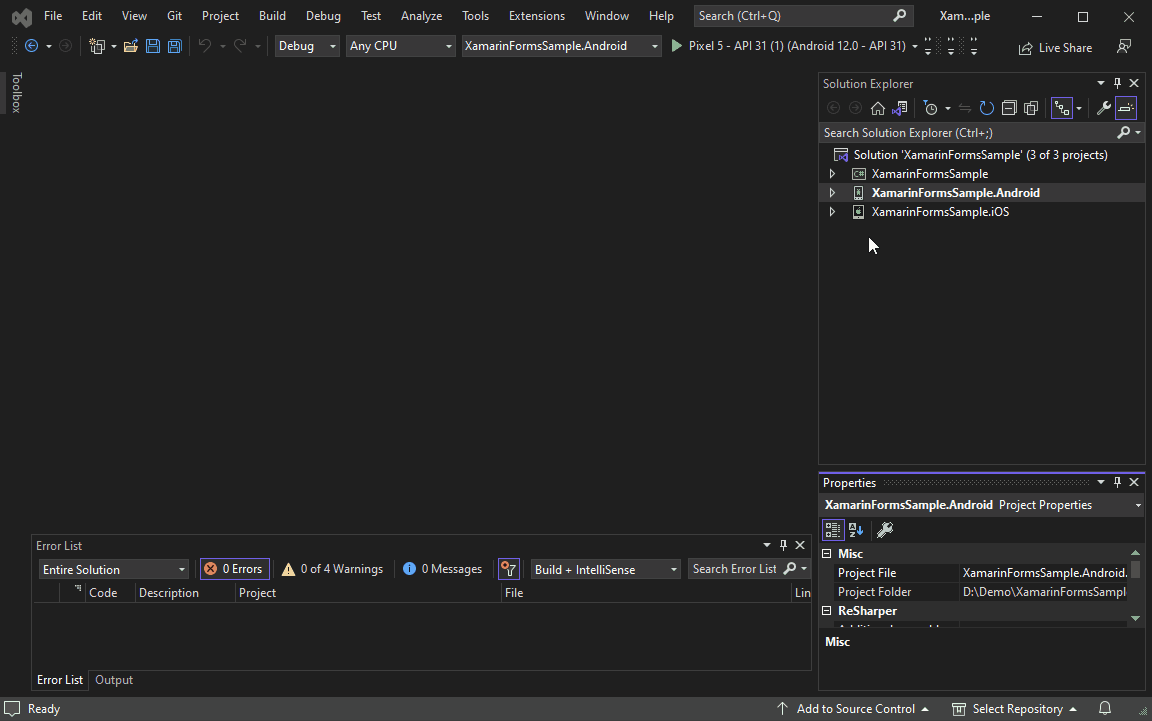 File Edit View Git Project Build Debug Test Analyze Tools Extensions Window Help Search (Ctrl+Q) Xam...ple
Debug Any CPU XamarinFormsSample.Android Pixel 5 - API 31 (1) (Android 12.0 - API 31) Live Share
Toolbox
Solution Explorer
Search Solution Explorer (Ctrl+;)
Solution 'XamarinFormsSample' (3 of 3 projects)
C# XamarinFormsSample
XamarinFormsSample.Android
XamarinFormsSample.iOS
Properties
XamarinFormsSample.Android Project Properties
Misc
Project File XamarinFormsSample.Android.
Project Folder D:\Demo\XamarinFormsSampl
ReSharper
Misc
Error List
Entire Solution 0 Errors 0 of 4 Warnings 0 Messages Build + IntelliSense Search Error List
Code Description Project File Lin
Error List Output
Ready Add to Source Control Select Repository